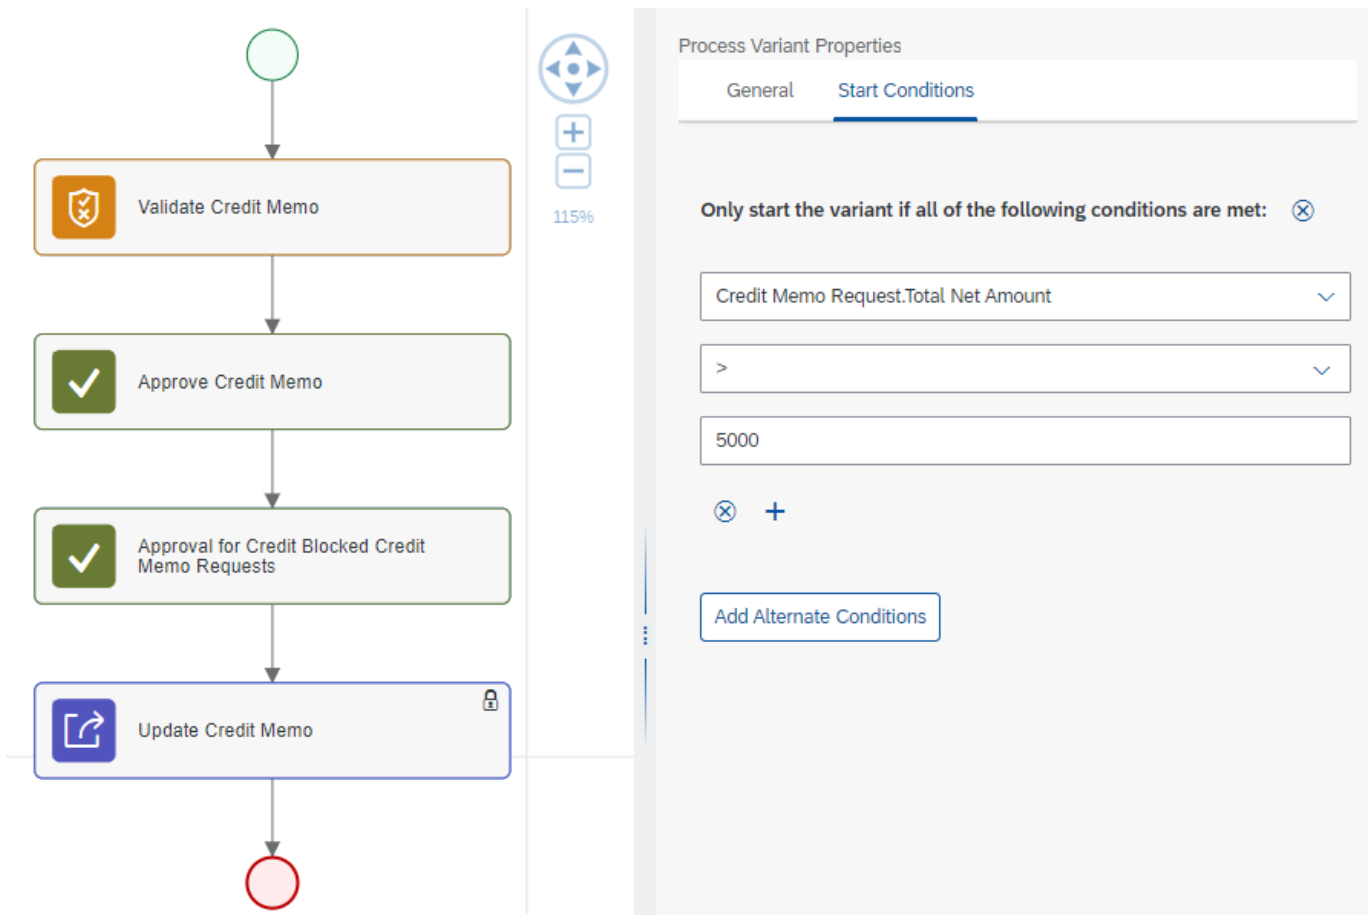 Validate Credit Memo
Approve Credit Memo
Approval for Credit Blocked Credit
Memo Requests
Update Credit Memo
115%
Process Variant Properties
General
Start Conditions
Only start the variant if all of the following conditions are met:
Credit Memo Request.Total Net Amount
>
5000
Add Alternate Conditions